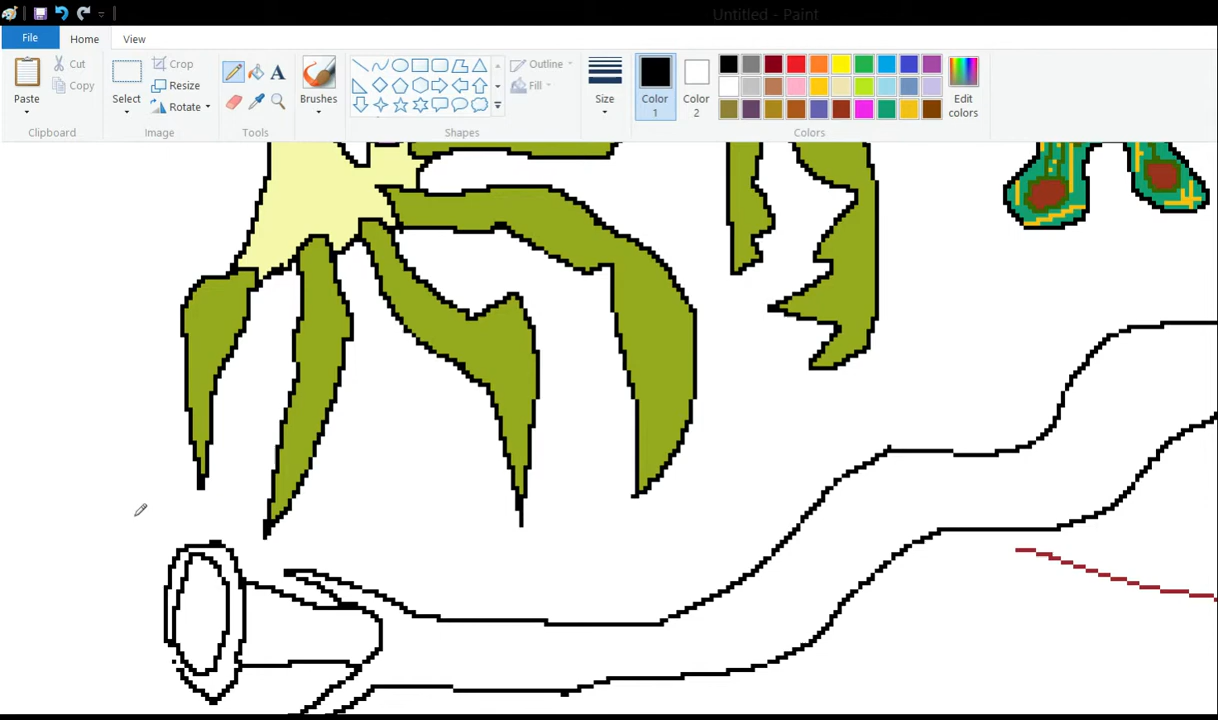 Untitled - Paint
File Home View
Paste
Cut
Copy
Clipboard
Select
Crop
Resize
Rotate
Image
A
Tools
Brushes
Outline
Fill
Shapes
Size
Color 1
Color 2
Edit colors
Colors